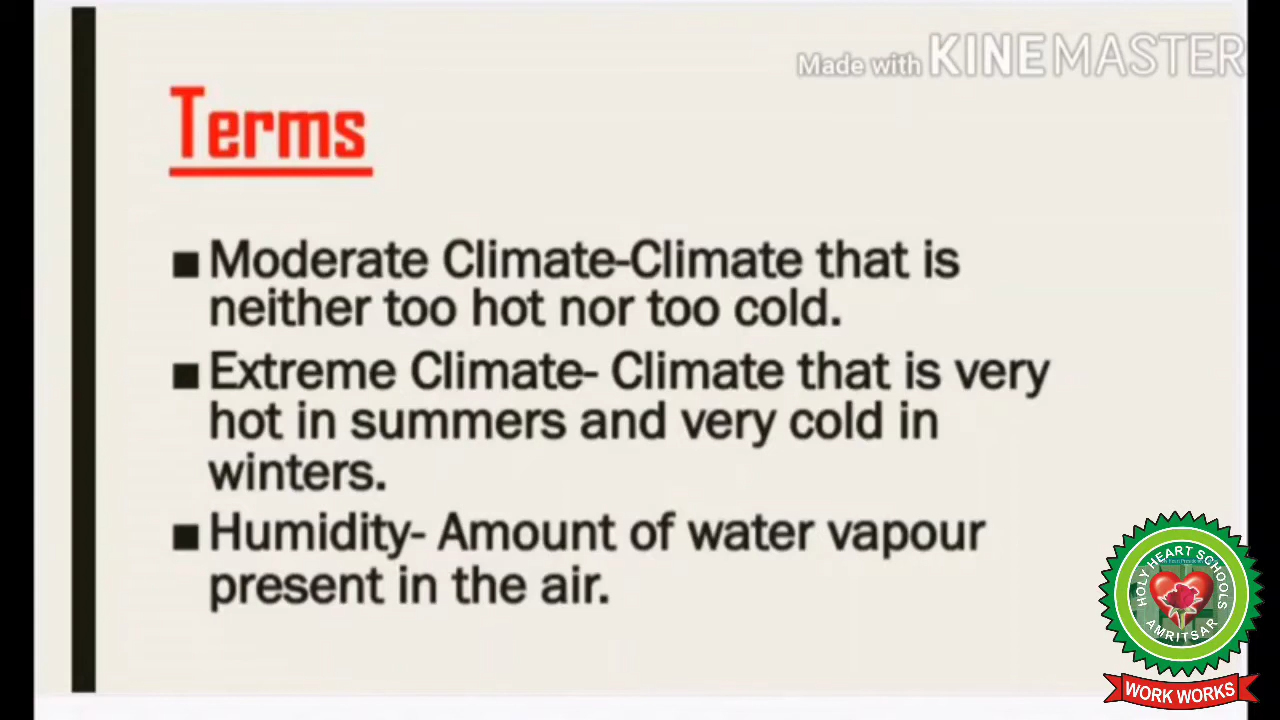 Made with KINEMASTER
Terms
■ Moderate Climate-Climate that is
neither too hot nor too cold.
■ Extreme Climate- Climate that is very
hot in summers and very cold in
winters.
■ Humidity- Amount of water vapour
present in the air.
HOLY HEART SCHOOLS
AMRITSAR
WORK WORKS